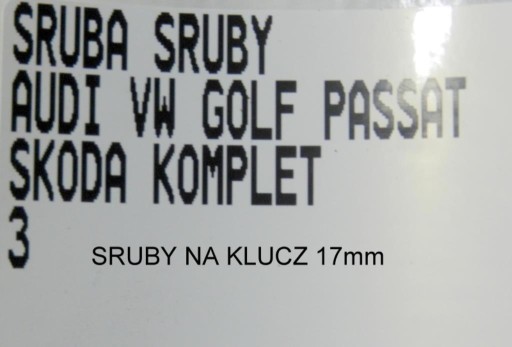 SRUBA SRUBY
AUDI VW GOLF PASSAT
SKODA KOMPLET
3
SRUBY NA KLUCZ 17mm